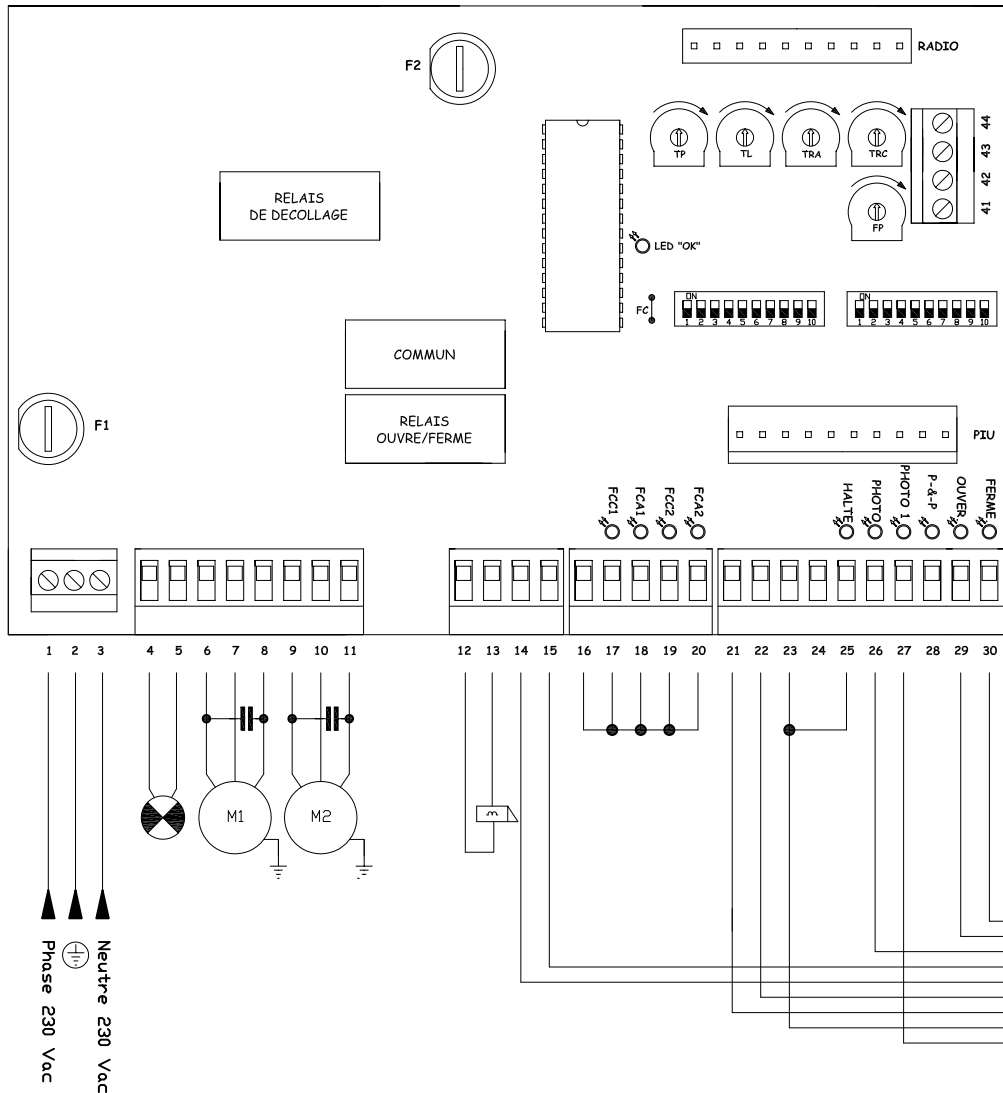 F2
RADIO
TP
TL
TRA
TRC
44
43
42
41
FP
RELAIS
DE DECOLLAGE
LED "OK"
FC
ON
1 2 3 4 5 6 7 8 9 10
ON
1 2 3 4 5 6 7 8 9 10
COMMUN
RELAIS
OUVRE/FERME
F1
PIU
FCC1
FCA1
FCC2
FCA2
HALTE
PHOTO
PHOTO 1
P-&-P
OUVER
FERME
1 2 3 4 5 6 7 8 9 10 11 12 13 14 15 16 17 18 19 20 21 22 23 24 25 26 27 28 29 30
M1
M2
Phase 230 Vac
Neutre 230 Vac